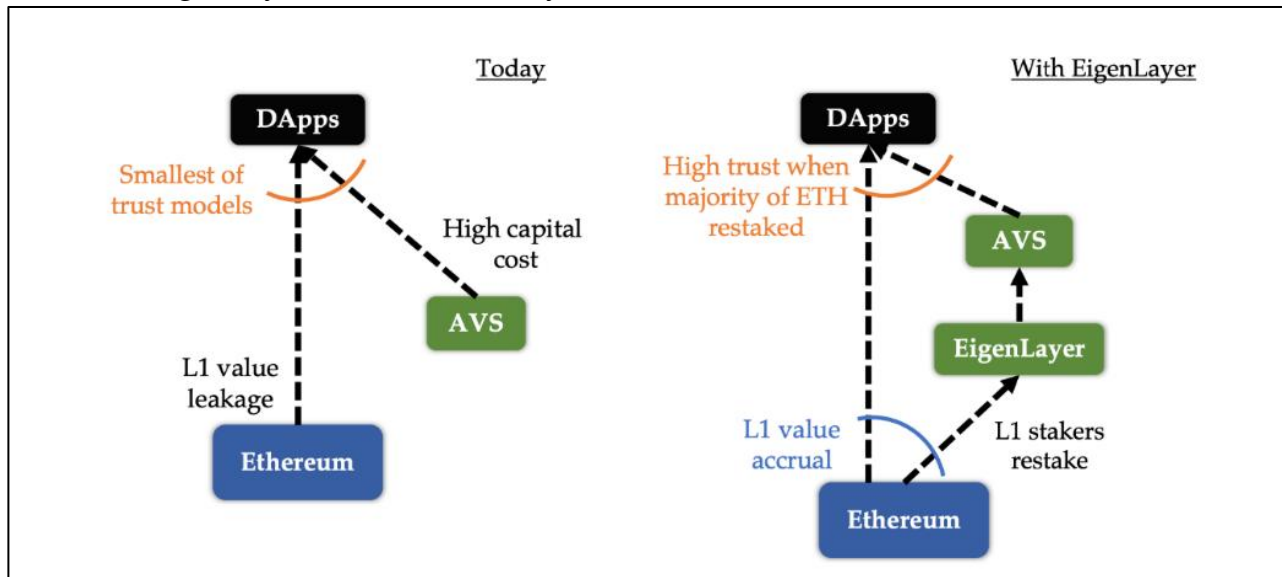 Today
DApps
Smallest of
trust models
High capital
cost
AVS
L1 value
leakage
Ethereum
With EigenLayer
DApps
High trust when
majority of ETH
restaked
AVS
EigenLayer
L1 value
accrual
L1 stakers
restake
Ethereum